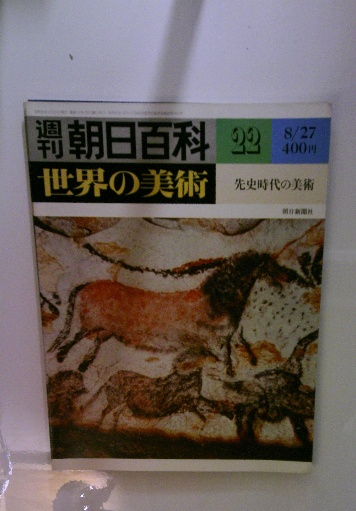 週刊 朝日百科
22
8/27
400円
世界の美術
先史時代の美術
朝日新聞社